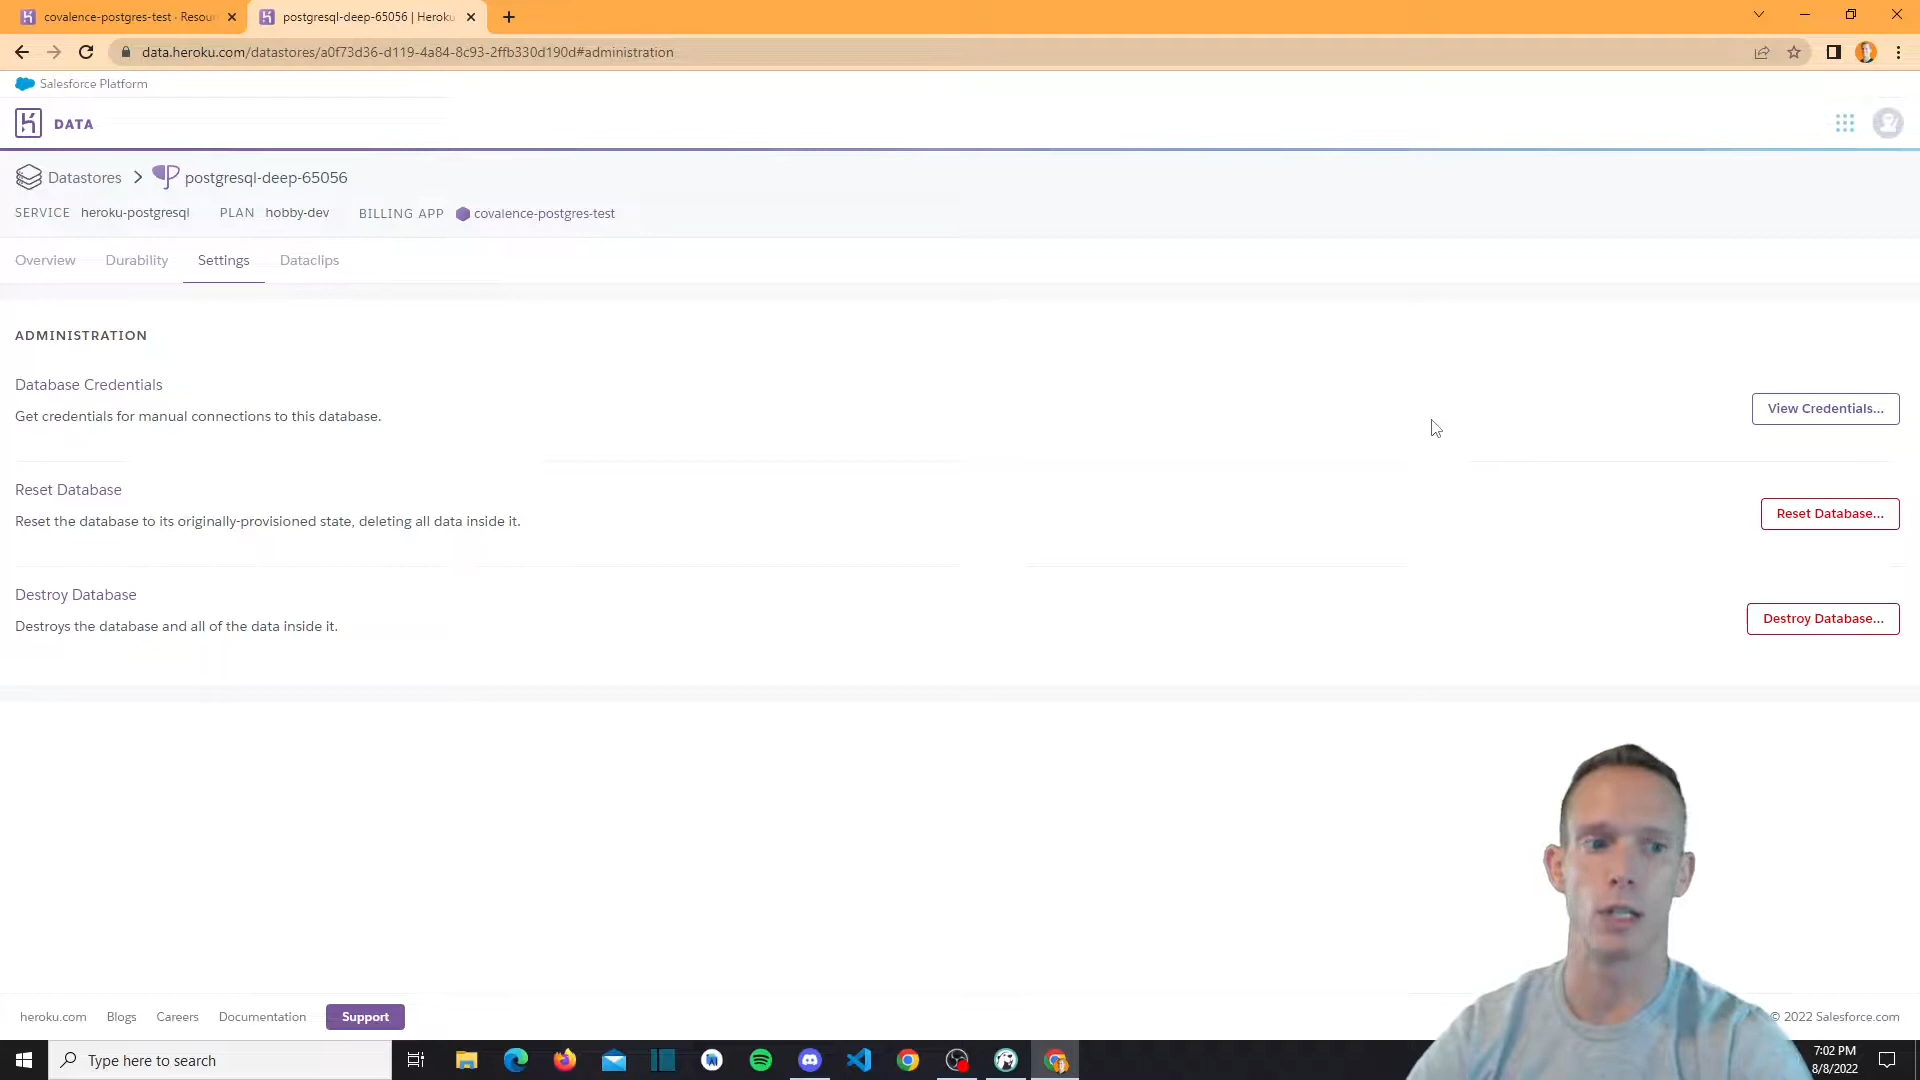 covalence-postgres-test · Resou
postgresql-deep-65056 | Heroku
data.heroku.com/datastores/a0f73d36-d119-4a84-8c93-2ffb330d190d#administration
Salesforce Platform
DATA
Datastores > postgresql-deep-65056
SERVICE heroku-postgresql PLAN hobby-dev BILLING APP covalence-postgres-test
Overview Durability Settings Dataclips
ADMINISTRATION
Database Credentials
Get credentials for manual connections to this database.
View Credentials...
Reset Database
Reset the database to its originally-provisioned state, deleting all data inside it.
Reset Database...
Destroy Database
Destroys the database and all of the data inside it.
Destroy Database...
heroku.com Blogs Careers Documentation Support
© 2022 Salesforce.com
Type here to search
7:02 PM
8/8/2022